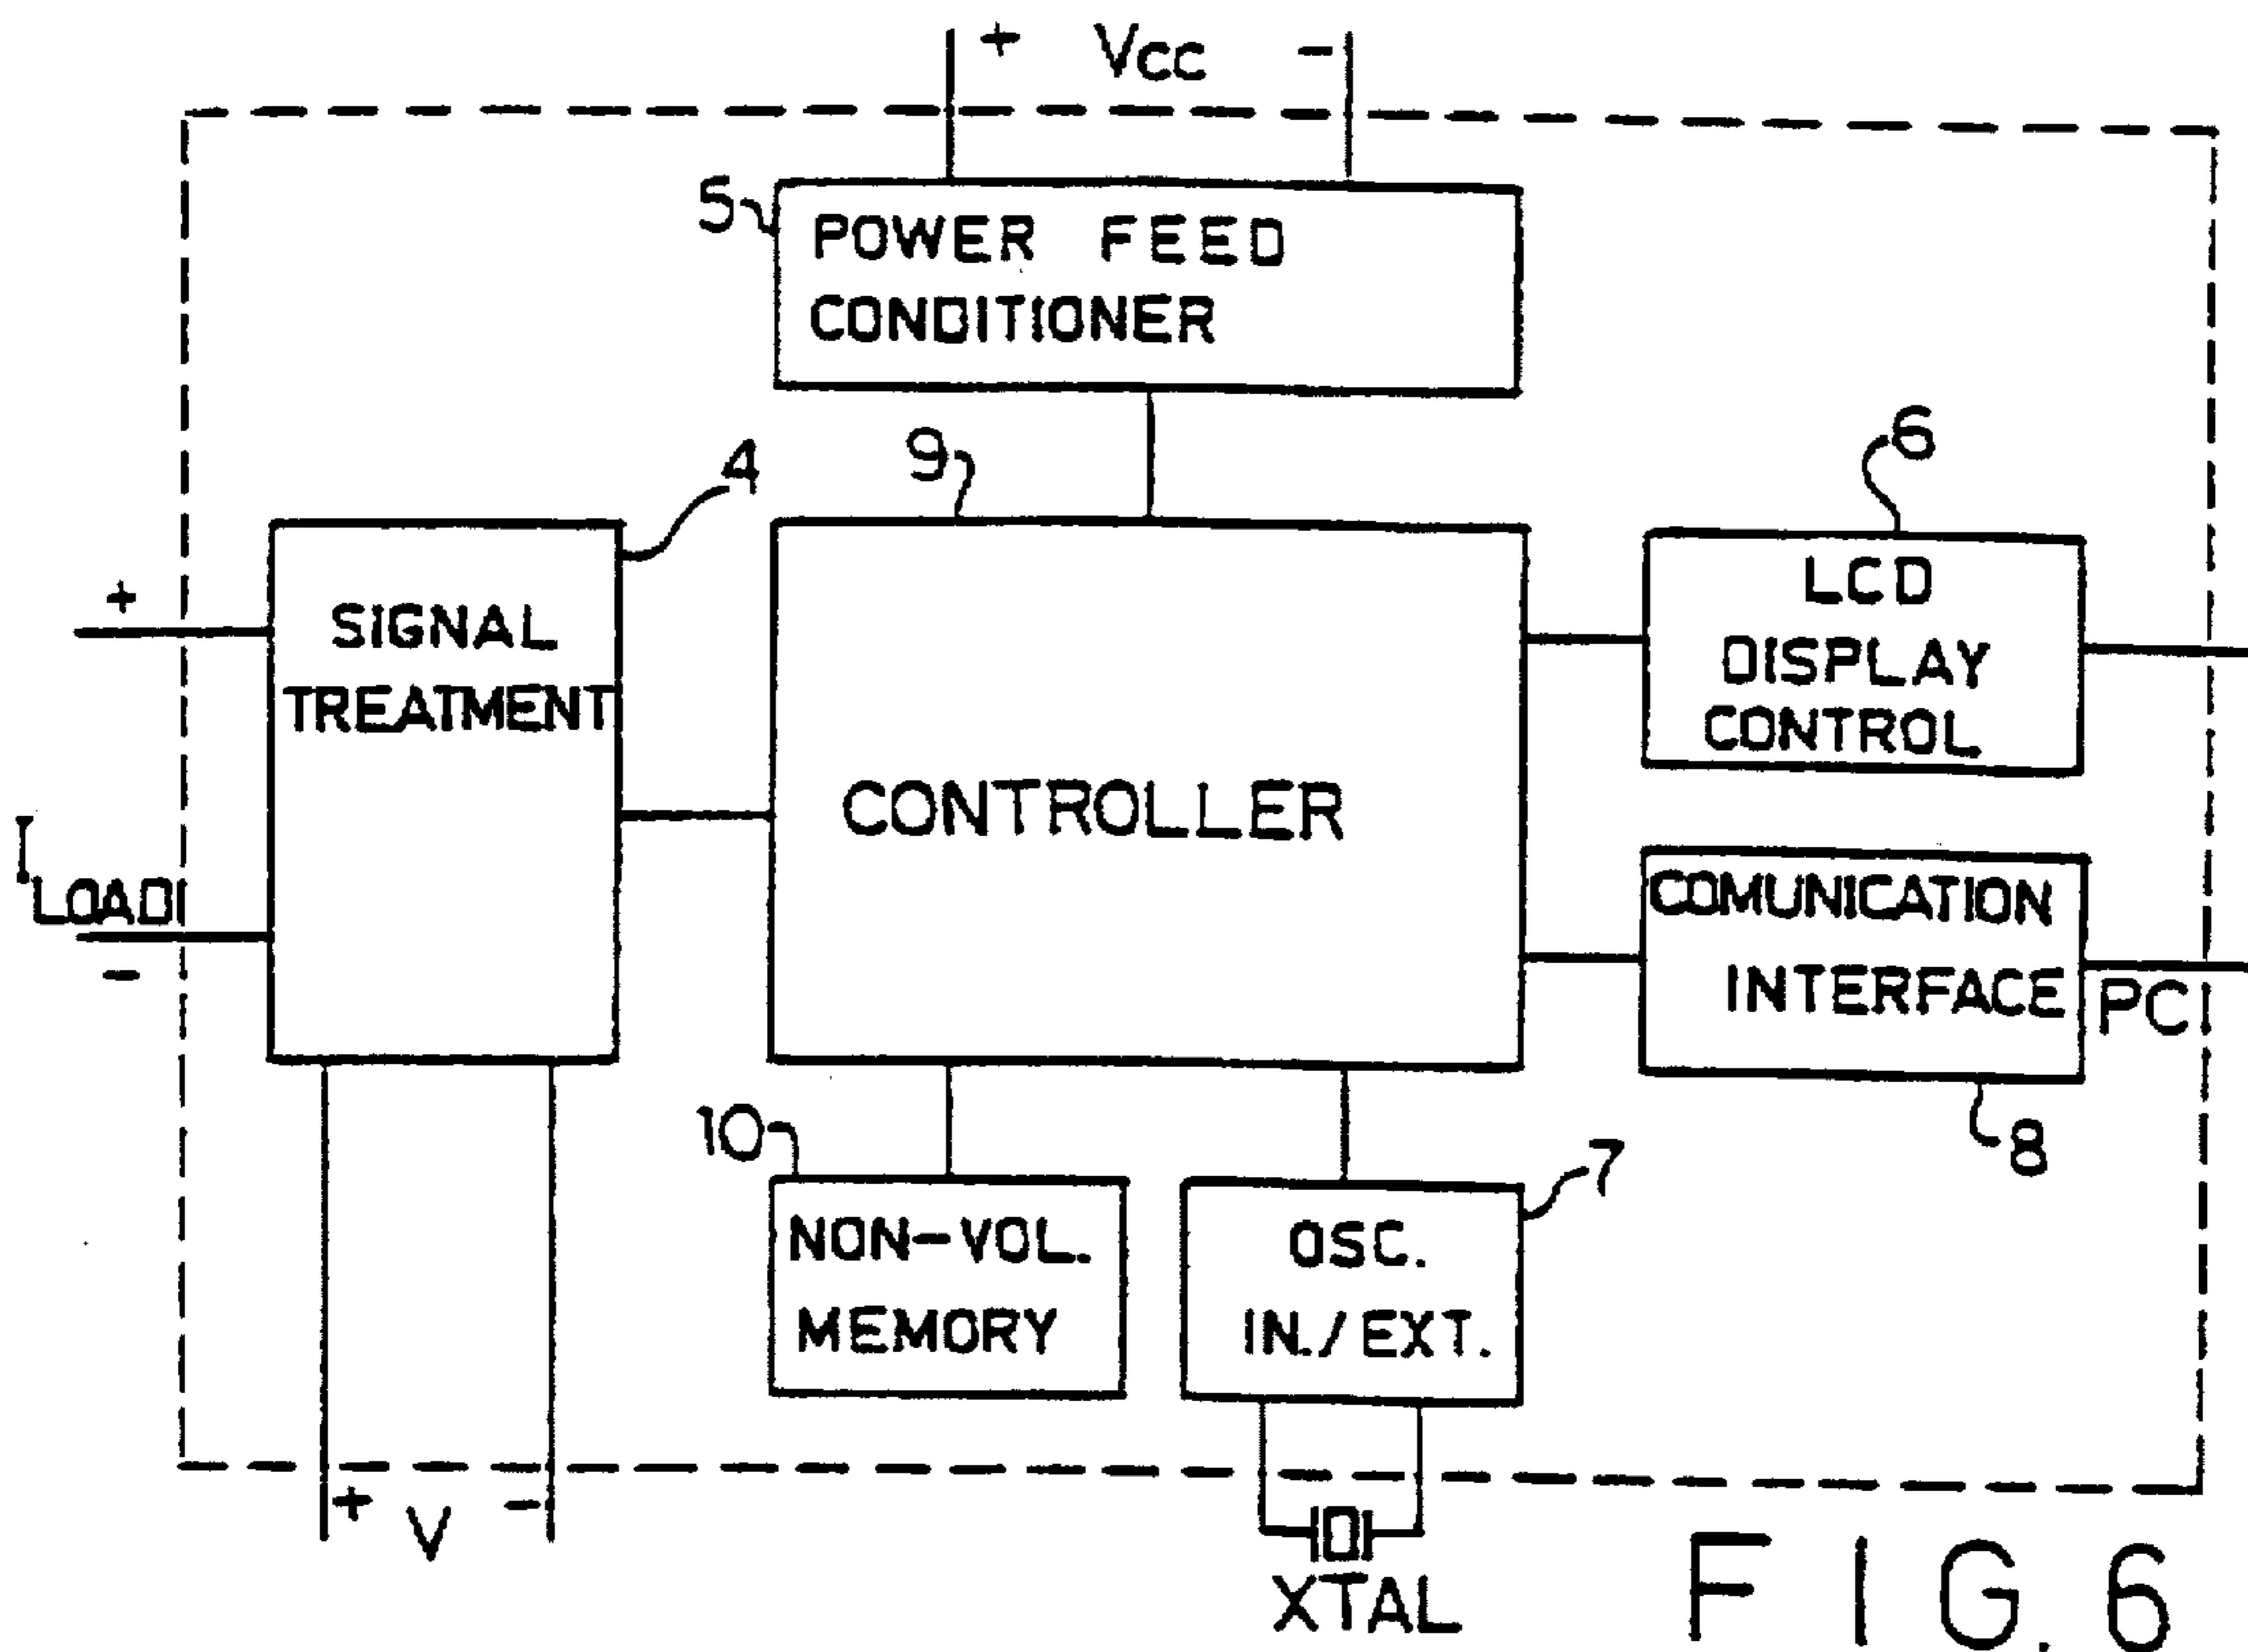 + Vcc -
5
POWER FEED
CONDITIONER
9
4
6
+
SIGNAL
TREATMENT
LCD
DISPLAY
CONTROL
CONTROLLER
I LOAD
-
COMUNICATION
INTERFACE
PC
8
10
7
NON-VOL.
MEMORY
OSC.
IN./EXT.
+ V -
XTAL
FIG.6